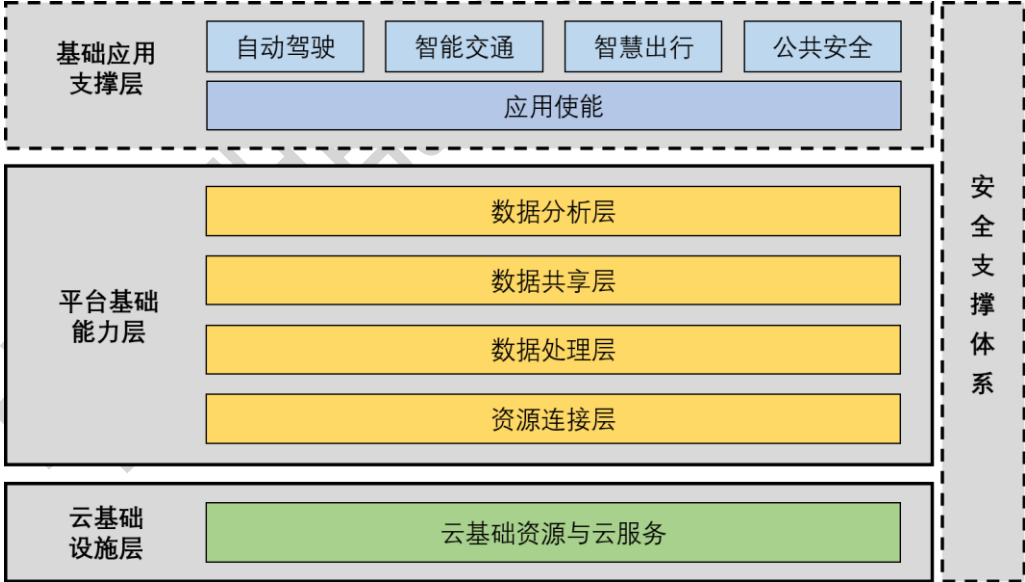 基础应用
支撑层
自动驾驶
智能交通
智慧出行
公共安全
应用使能
平台基础
能力层
数据分析层
数据共享层
数据处理层
资源连接层
云基础
设施层
云基础资源与云服务
安
全
支
撑
体
系